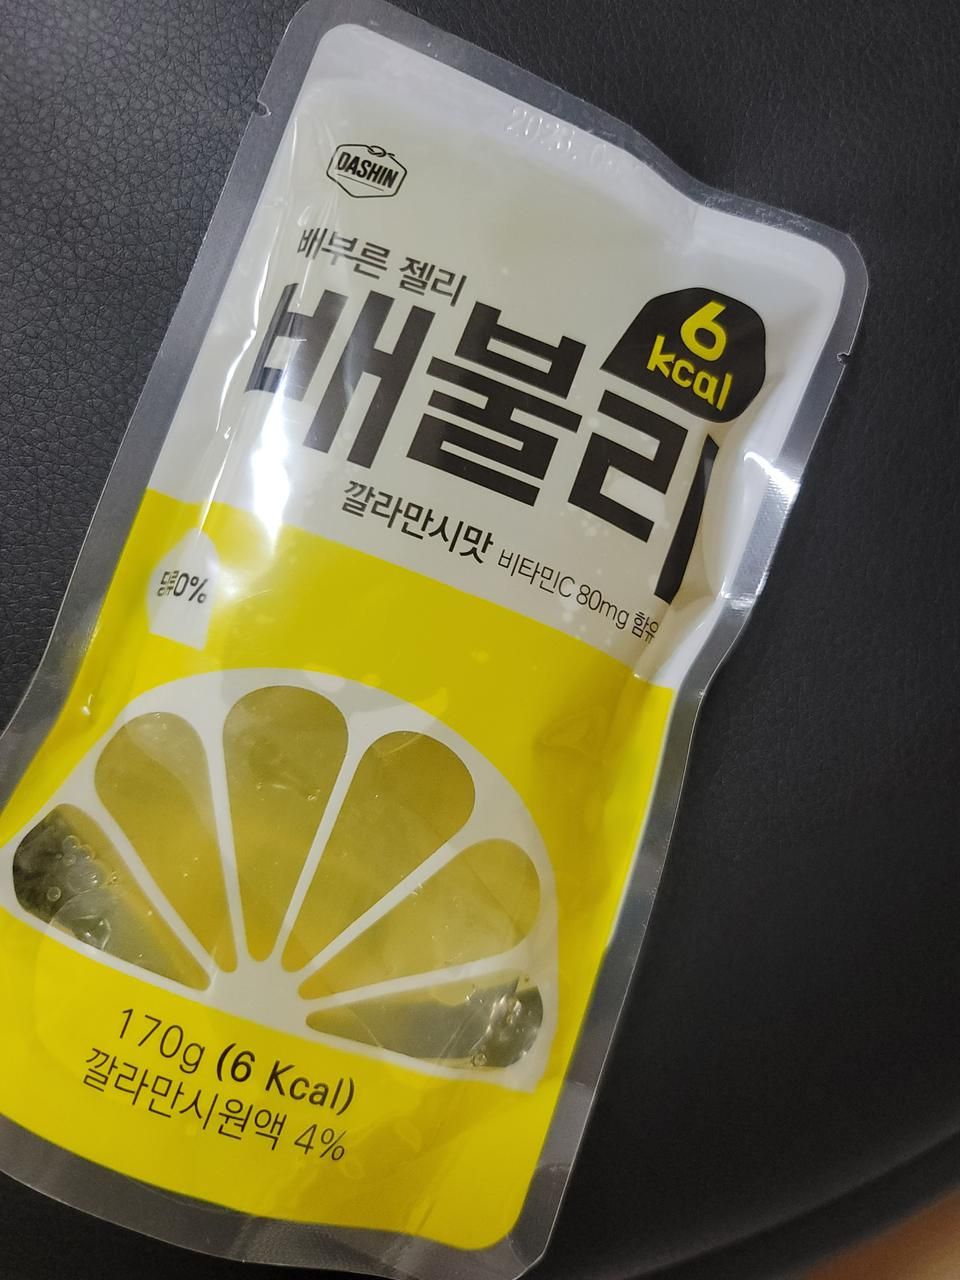 DASHIN
배부른 젤리
배불리
6
kcal
깔라만시맛 비타민C 80mg 함유
당류0%
170g (6 Kcal)
깔라만시원액 4%